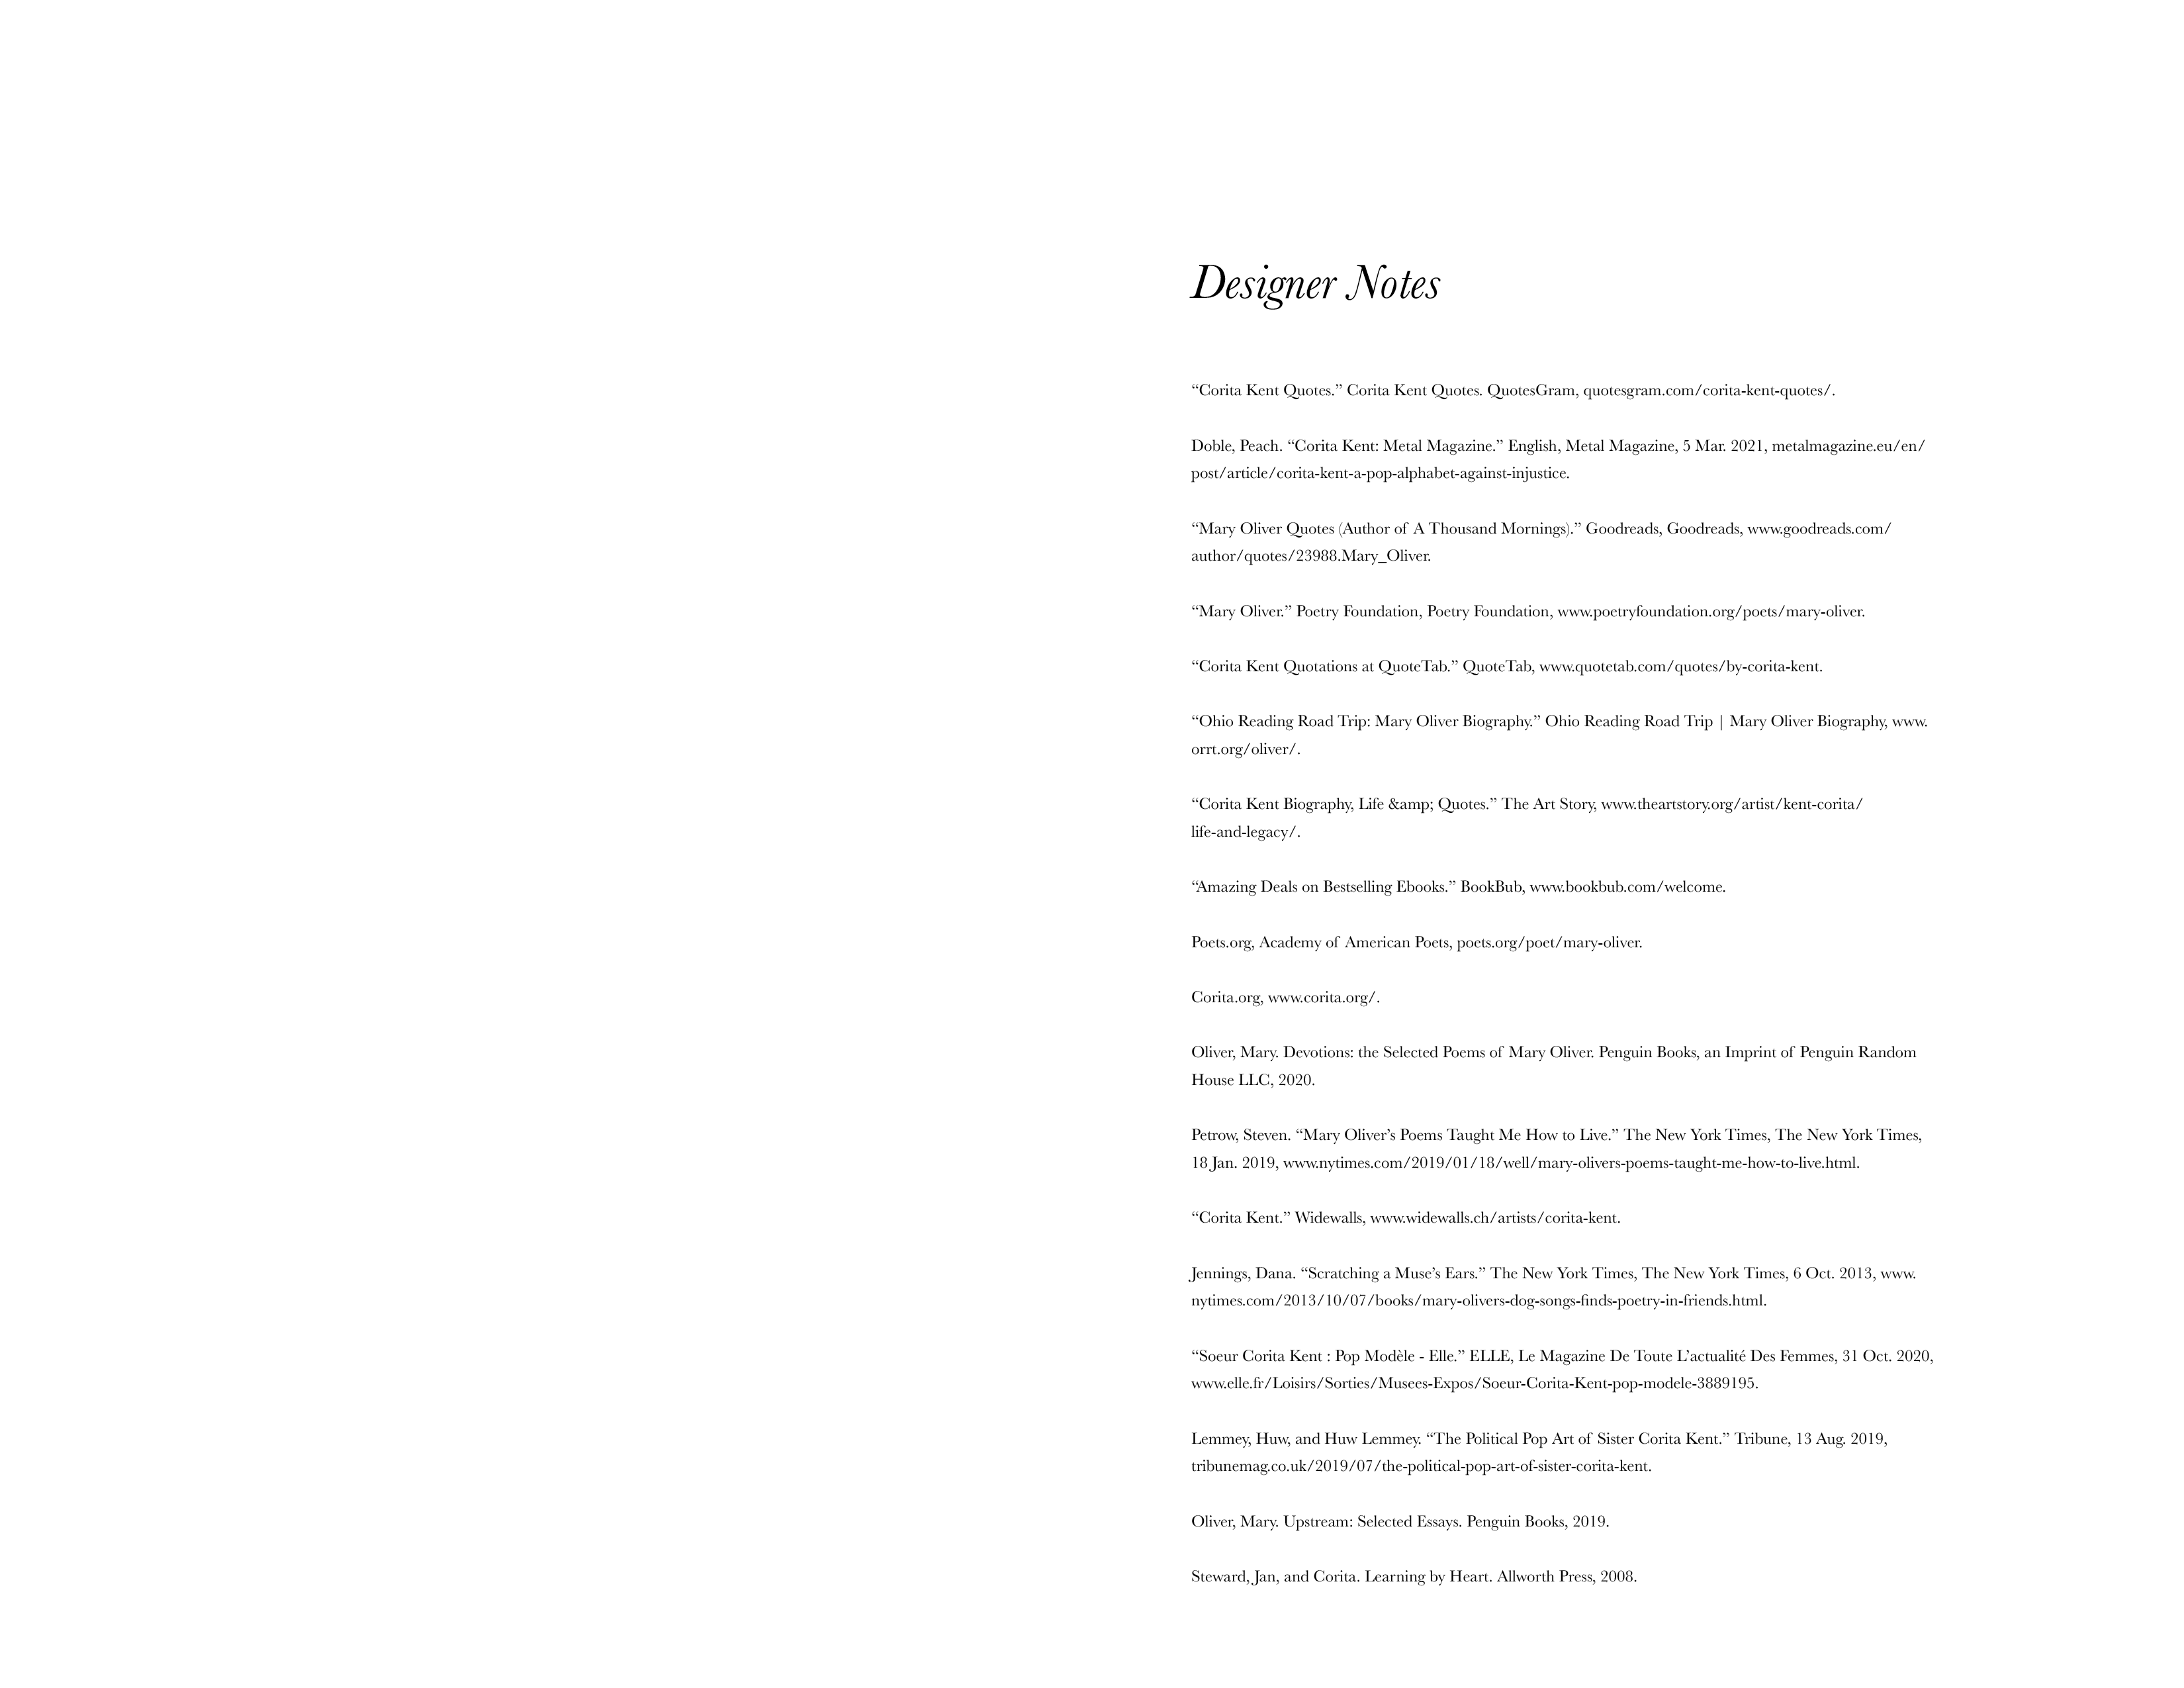 Designer Notes
“Corita Kent Quotes.” Corita Kent Quotes. QuotesGram, quotesgram.com/corita-kent-quotes/.
Doble, Peach. “Corita Kent: Metal Magazine.” English, Metal Magazine, 5 Mar. 2021, metalmagazine.eu/en/
post/article/corita-kent-a-pop-alphabet-against-injustice.
“Mary Oliver Quotes (Author of A Thousand Mornings).” Goodreads, Goodreads, www.goodreads.com/
author/quotes/23988.Mary_Oliver.
“Mary Oliver.” Poetry Foundation, Poetry Foundation, www.poetryfoundation.org/poets/mary-oliver.
“Corita Kent Quotations at QuoteTab.” QuoteTab, www.quotetab.com/quotes/by-corita-kent.
“Ohio Reading Road Trip: Mary Oliver Biography.” Ohio Reading Road Trip | Mary Oliver Biography, www.
orrt.org/oliver/.
“Corita Kent Biography, Life &amp; Quotes.” The Art Story, www.theartstory.org/artist/kent-corita/
life-and-legacy/.
“Amazing Deals on Bestselling Ebooks.” BookBub, www.bookbub.com/welcome.
Poets.org, Academy of American Poets, poets.org/poet/mary-oliver.
Corita.org, www.corita.org/.
Oliver, Mary. Devotions: the Selected Poems of Mary Oliver. Penguin Books, an Imprint of Penguin Random
House LLC, 2020.
Petrow, Steven. “Mary Oliver’s Poems Taught Me How to Live.” The New York Times, The New York Times,
18 Jan. 2019, www.nytimes.com/2019/01/18/well/mary-olivers-poems-taught-me-how-to-live.html.
“Corita Kent.” Widewalls, www.widewalls.ch/artists/corita-kent.
Jennings, Dana. “Scratching a Muse’s Ears.” The New York Times, The New York Times, 6 Oct. 2013, www.
nytimes.com/2013/10/07/books/mary-olivers-dog-songs-finds-poetry-in-friends.html.
“Soeur Corita Kent : Pop Modèle - Elle.” ELLE, Le Magazine De Toute L’actualité Des Femmes, 31 Oct. 2020,
www.elle.fr/Loisirs/Sorties/Musees-Expos/Soeur-Corita-Kent-pop-modele-3889195.
Lemmey, Huw, and Huw Lemmey. “The Political Pop Art of Sister Corita Kent.” Tribune, 13 Aug. 2019,
tribunemag.co.uk/2019/07/the-political-pop-art-of-sister-corita-kent.
Oliver, Mary. Upstream: Selected Essays. Penguin Books, 2019.
Steward, Jan, and Corita. Learning by Heart. Allworth Press, 2008.